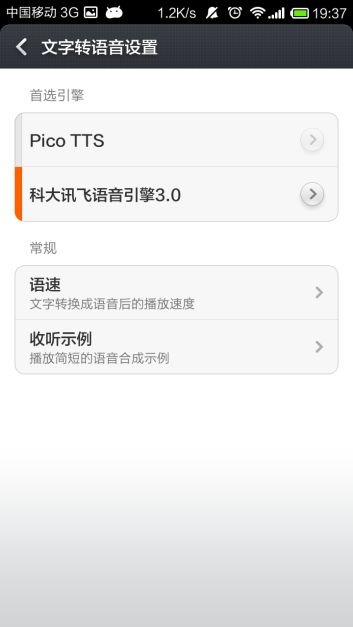 中国移动 3G 1.2K/s 19:37
文字转语音设置
首选引擎
Pico TTS
科大讯飞语音引擎3.0
常规
语速
文字转换成语音后的播放速度
收听示例
播放简短的语音合成示例